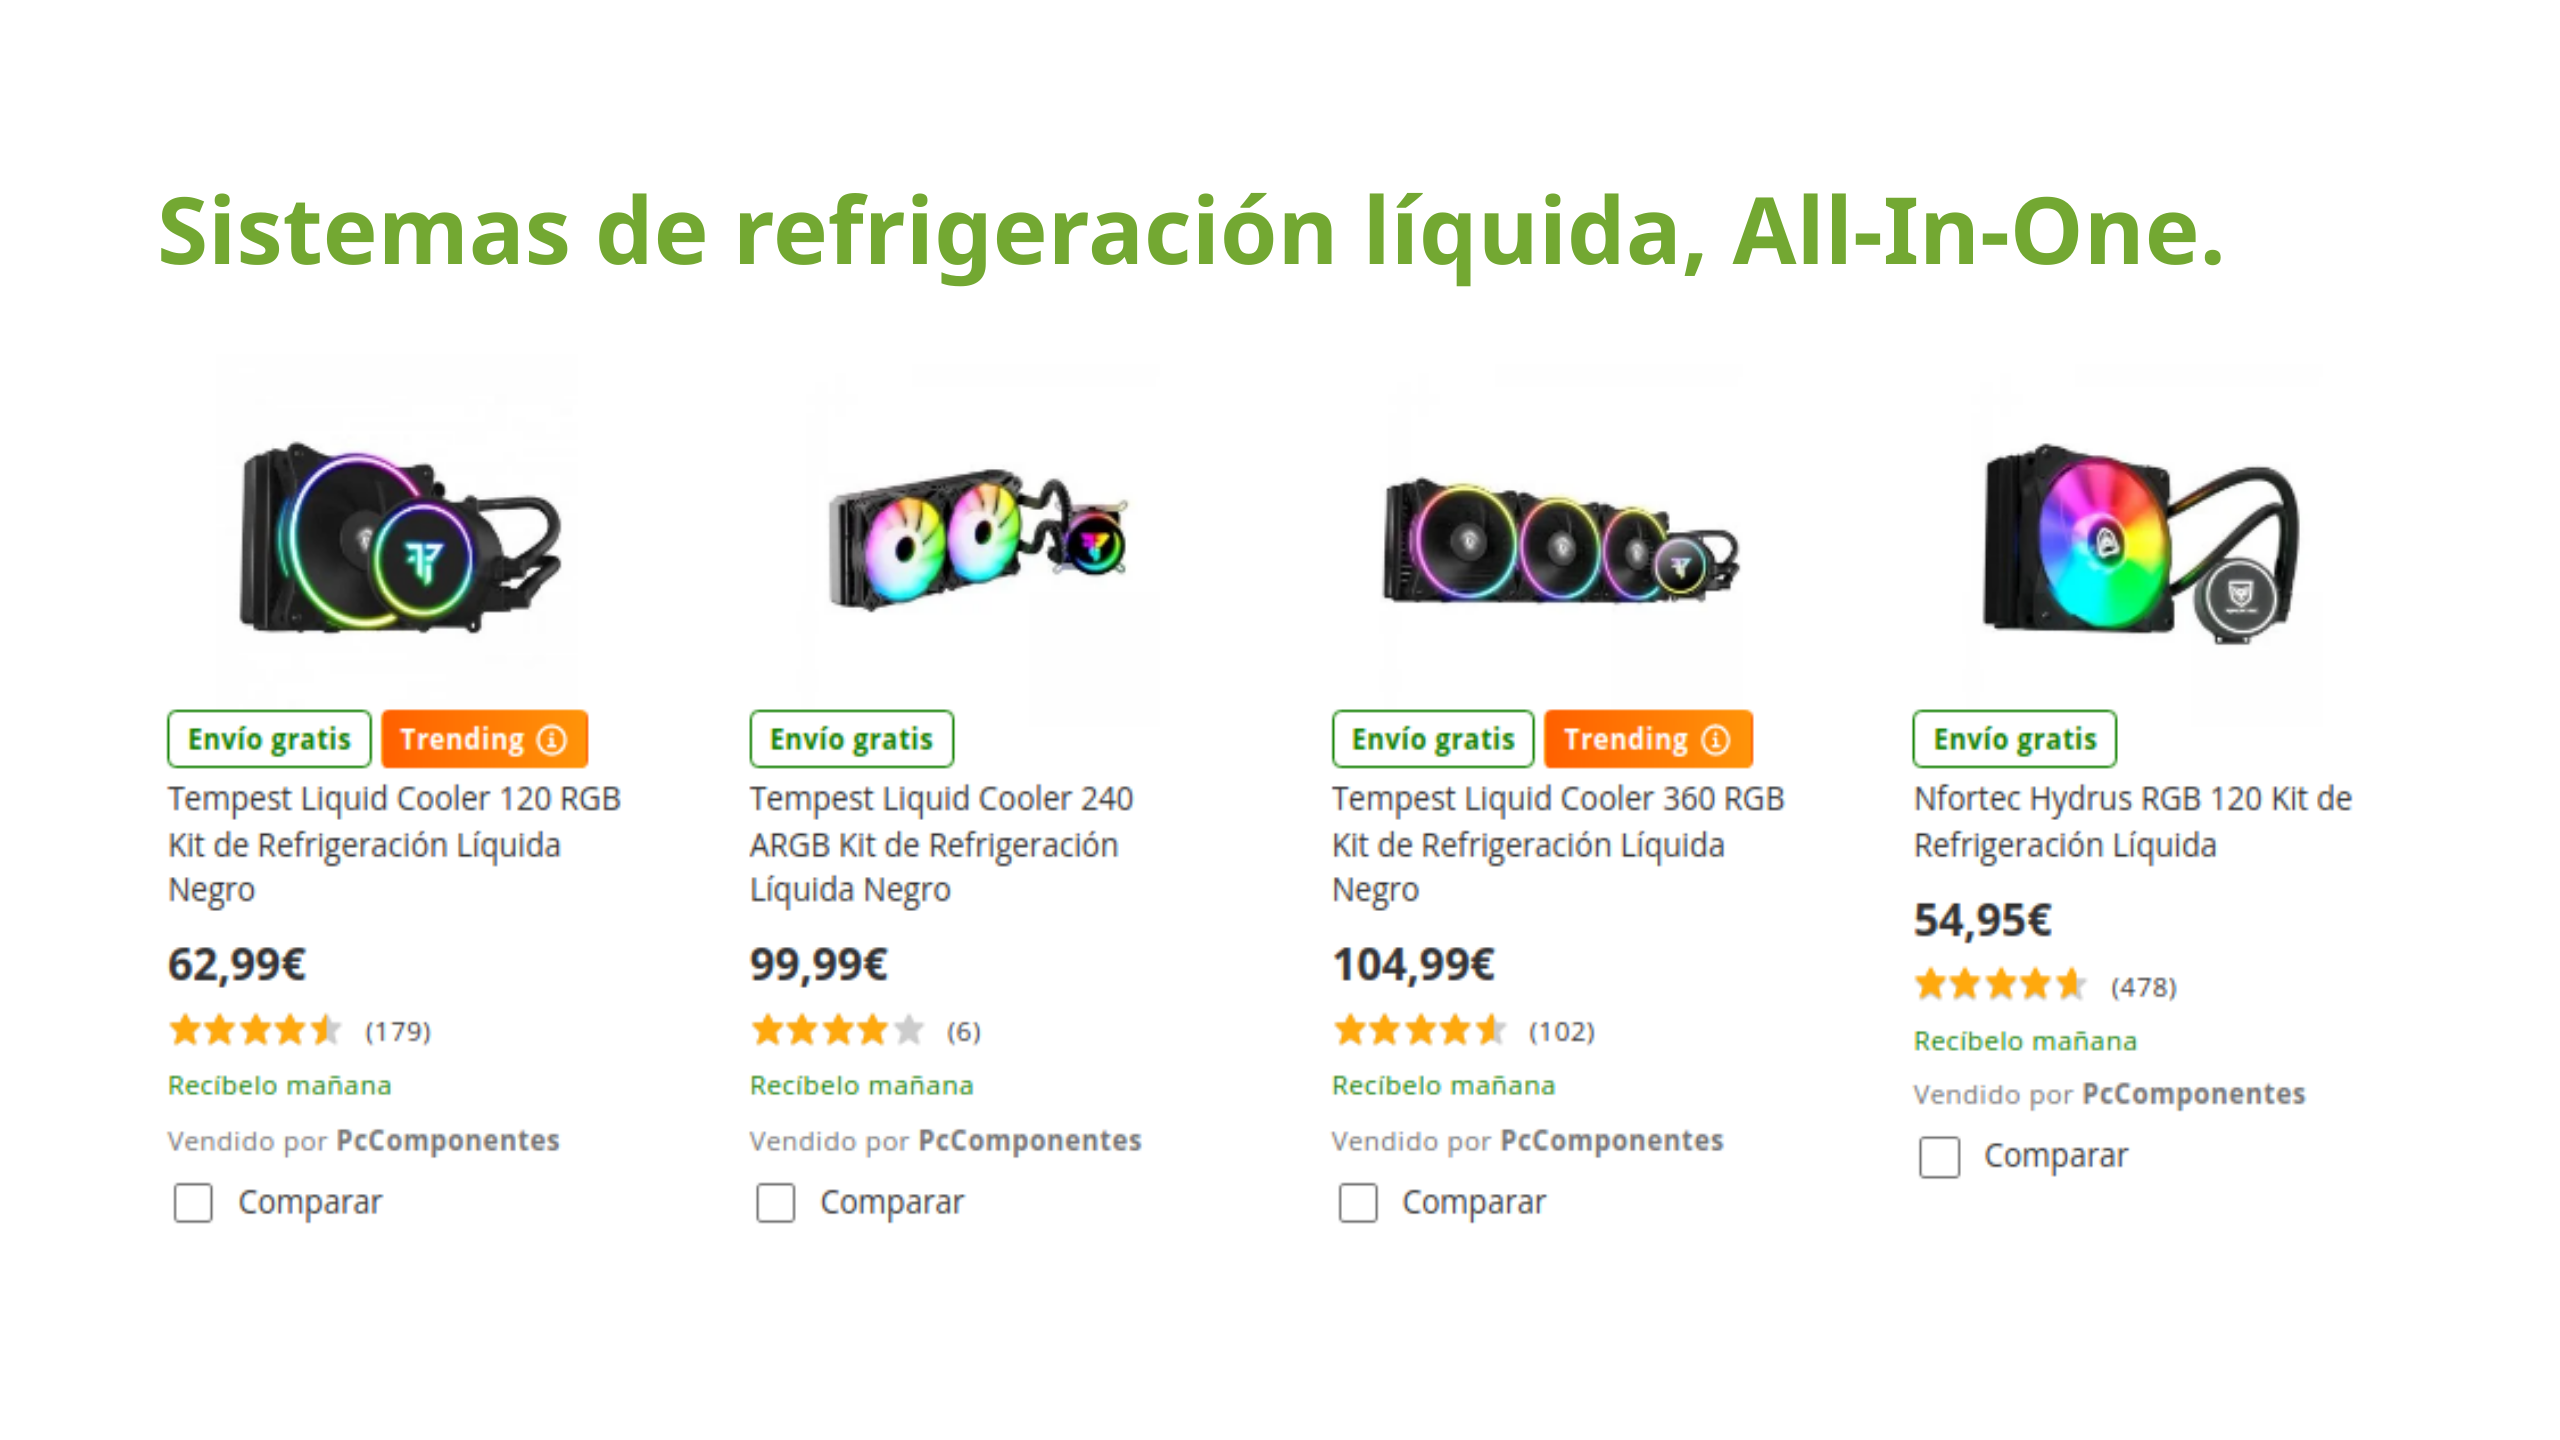 Sistemas de refrigeración líquida, All-In-One.
Envío gratis Trending
Tempest Liquid Cooler 120 RGB
Kit de Refrigeración Líquida
Negro
62,99€
(179)
Recíbelo mañana
Vendido por PcComponentes
Comparar
Envío gratis
Tempest Liquid Cooler 240
ARGB Kit de Refrigeración
Líquida Negro
99,99€
(6)
Recíbelo mañana
Vendido por PcComponentes
Comparar
Envío gratis Trending
Tempest Liquid Cooler 360 RGB
Kit de Refrigeración Líquida
Negro
104,99€
(102)
Recíbelo mañana
Vendido por PcComponentes
Comparar
Envío gratis
Nfortec Hydrus RGB 120 Kit de
Refrigeración Líquida
54,95€
(478)
Recíbelo mañana
Vendido por PcComponentes
Comparar